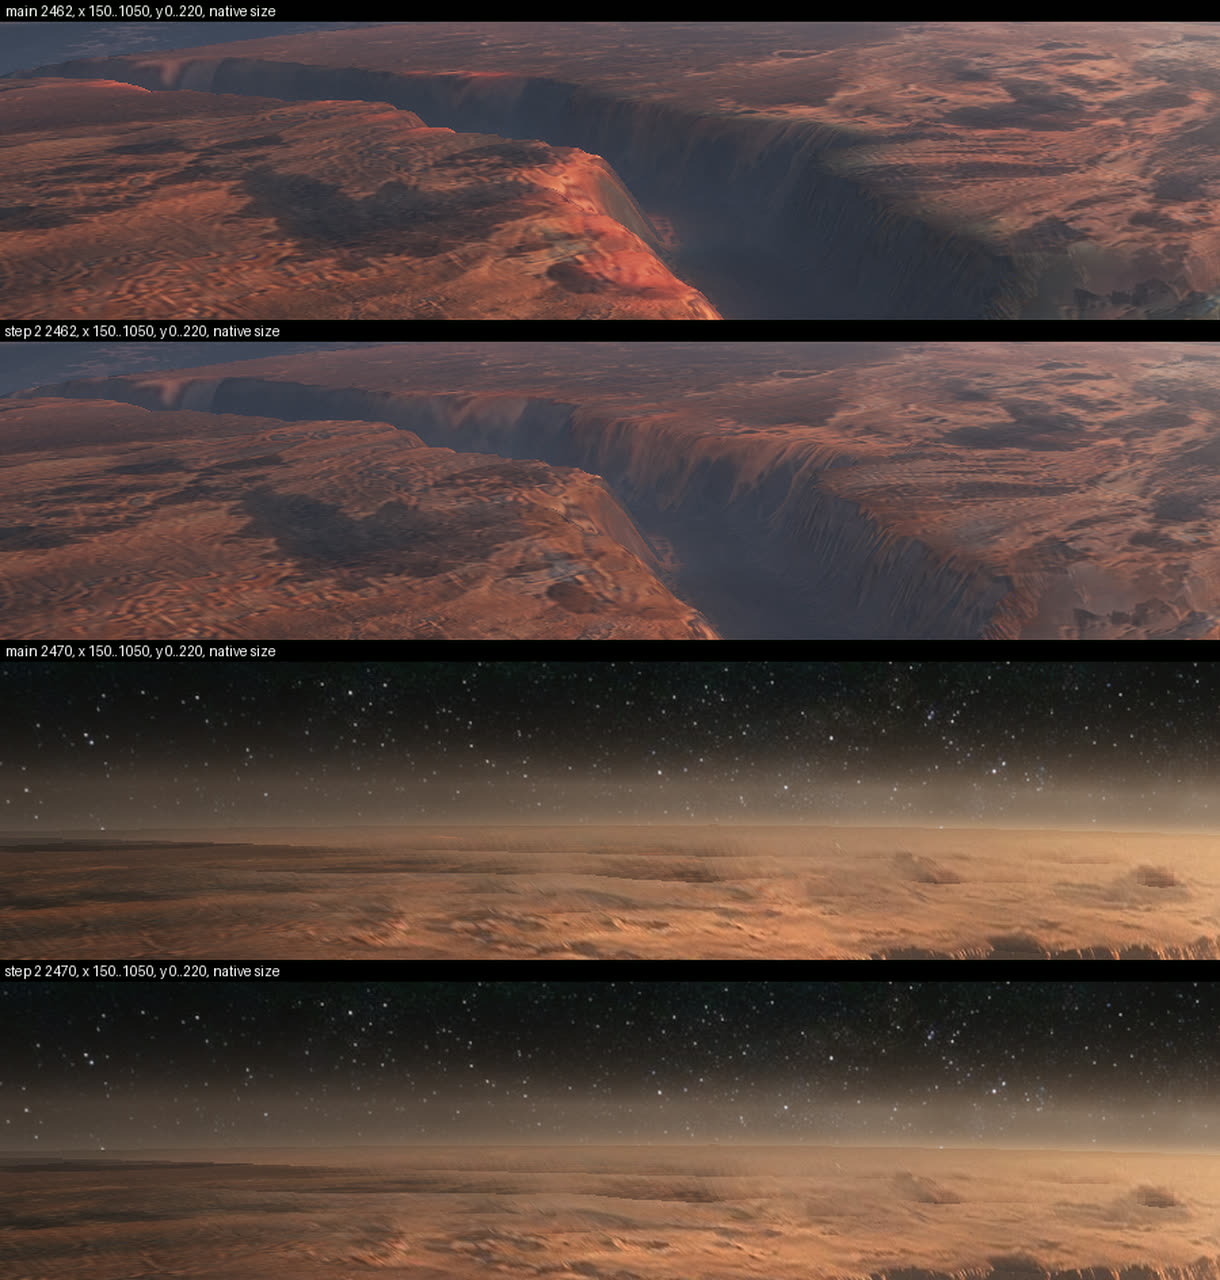 main 2462, x 150..1050, y 0..220, native size
step 2 2462, x 150..1050, y 0..220, native size
main 2470, x 150..1050, y 0..220, native size
step 2 2470, x 150..1050, y 0..220, native size